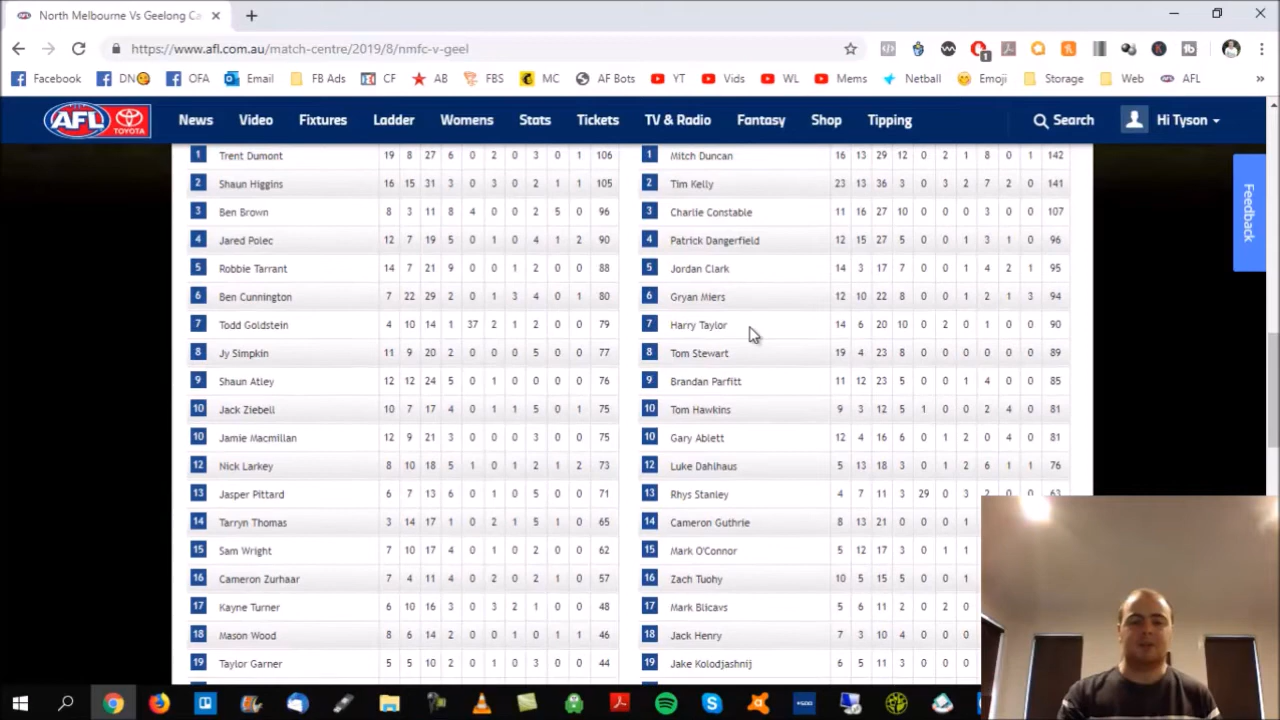 North Melbourne Vs Geelong Ca
https://www.afl.com.au/match-centre/2019/8/nmfc-v-geel
1
Facebook DN OFA Email FB Ads CF AB FBS MC AF Bots YT Vids WL Mems Netball Emoji Storage Web AFL »
AFL TOYOTA News Video Fixtures Ladder Womens Stats Tickets TV & Radio Fantasy Shop Tipping Search Hi Tyson
Feedback
1 Trent Dumont 19 8 27 6 0 2 0 3 0 1 106 1 Mitch Duncan 16 13 29 12 0 2 1 8 0 1 142
2 Shaun Higgins 16 15 31 3 0 3 0 2 1 1 105 2 Tim Kelly 23 13 36 3 0 3 2 7 2 0 141
3 Ben Brown 8 3 11 8 4 0 0 2 5 0 96 3 Charlie Constable 11 16 27 10 0 0 0 3 0 0 107
4 Jared Polec 12 7 19 5 0 1 0 4 1 2 90 4 Patrick Dangerfield 12 15 27 5 0 0 1 3 1 0 96
5 Robbie Tarrant 14 7 21 9 0 0 1 2 0 0 88 5 Jordan Clark 14 3 17 7 0 0 1 4 2 1 95
6 Ben Cunnington 7 22 29 2 0 1 3 4 0 1 80 6 Gryan Miers 12 10 22 8 0 0 1 2 1 3 94
7 Todd Goldstein 4 10 14 1 37 2 1 2 0 0 79 7 Harry Taylor 14 6 20 10 0 2 0 1 0 0 90
8 Jy Simpkin 11 9 20 2 0 0 0 5 0 0 77 8 Tom Stewart 19 4 23 8 0 0 0 0 0 0 89
9 Shaun Atley 12 12 24 5 0 1 0 0 0 0 76 9 Brandan Parfitt 11 12 23 5 0 0 1 4 0 0 85
10 Jack Ziebell 10 7 17 4 0 1 1 5 0 1 75 10 Tom Hawkins 9 3 12 5 1 0 0 2 4 0 81
10 Jamie Macmillan 12 9 21 3 0 0 0 3 0 0 75 10 Gary Ablett 12 4 16 6 0 1 2 0 4 0 81
12 Nick Larkey 8 10 18 5 1 0 1 2 1 2 73 12 Luke Dahlhaus 5 13 18 3 0 1 2 6 1 1 76
13 Jasper Pittard 6 7 13 6 0 1 0 5 0 0 71 13 Rhys Stanley 4 7 11 3 29 0 3 2 0 0 63
14 Tarryn Thomas 3 14 17 1 0 2 1 5 1 0 65 14 Cameron Guthrie 8 13 21 0 0 0 1
15 Sam Wright 7 10 17 4 0 1 0 2 0 0 62 15 Mark O'Connor 5 12 17 3 0 1 1
16 Cameron Zurhaar 7 4 11 4 0 2 0 2 1 0 57 16 Zach Tuohy 10 5 15 5 0 0 1
17 Kayne Turner 6 10 16 3 0 3 2 1 0 0 48 17 Mark Blicavs 5 6 11 2 0 2 0
18 Mason Wood 8 6 14 2 0 0 1 0 1 1 46 18 Jack Henry 7 3 10 4 0 0 0
19 Taylor Garner 5 5 10 2 0 1 0 3 0 0 44 19 Jake Kolodjashnij 6 5 11 3 0 0 0